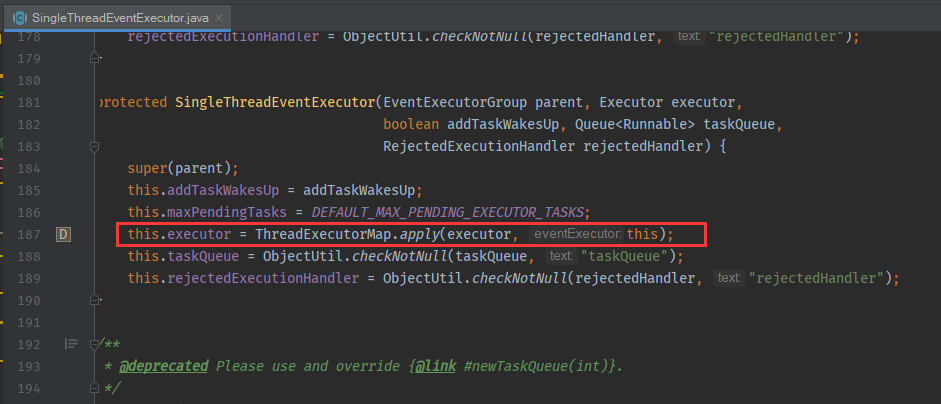 SingleThreadEventExecutor.java
178 rejectedExecutionHandler = ObjectUtil.checkNotNull(rejectedHandler, text: "rejectedHandler");
179
180
181 protected SingleThreadEventExecutor(EventExecutorGroup parent, Executor executor,
182 boolean addTaskWakesUp, Queue<Runnable> taskQueue,
183 RejectedExecutionHandler rejectedHandler) {
184 super(parent);
185 this.addTaskWakesUp = addTaskWakesUp;
186 this.maxPendingTasks = DEFAULT_MAX_PENDING_EXECUTOR_TASKS;
187 D this.executor = ThreadExecutorMap.apply(executor, eventExecutor: this);
188 this.taskQueue = ObjectUtil.checkNotNull(taskQueue, text: "taskQueue");
189 this.rejectedExecutionHandler = ObjectUtil.checkNotNull(rejectedHandler, text: "rejectedHandler");
190
191
192 /**
193 * @deprecated Please use and override {@link #newTaskQueue(int)}.
194 */